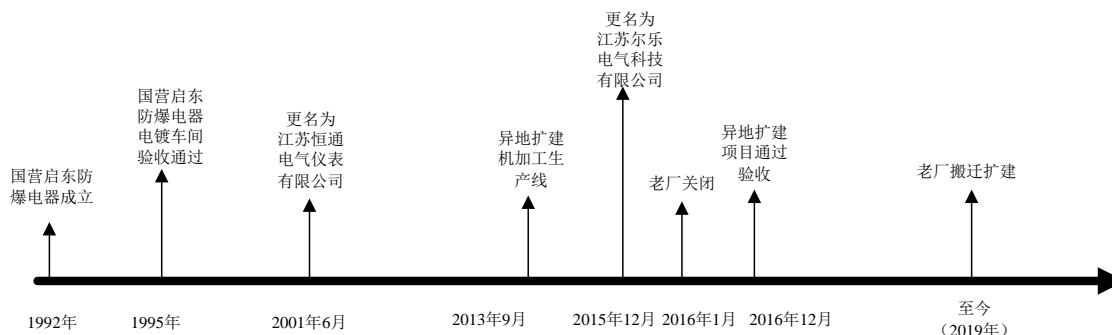 国营启东防
爆电器成立
国营启东
防爆电器
电镀车间
验收通过
更名为
江苏恒通
电气仪表
有限公司
异地扩建
机加工生
产线
更名为
江苏尔乐
电气科技
有限公司
老厂关闭
异地扩建
项目通过
验收
老厂搬迁扩建
1992年
1995年
2001年6月
2013年9月
2015年12月
2016年1月
2016年12月
至今
（2019年）